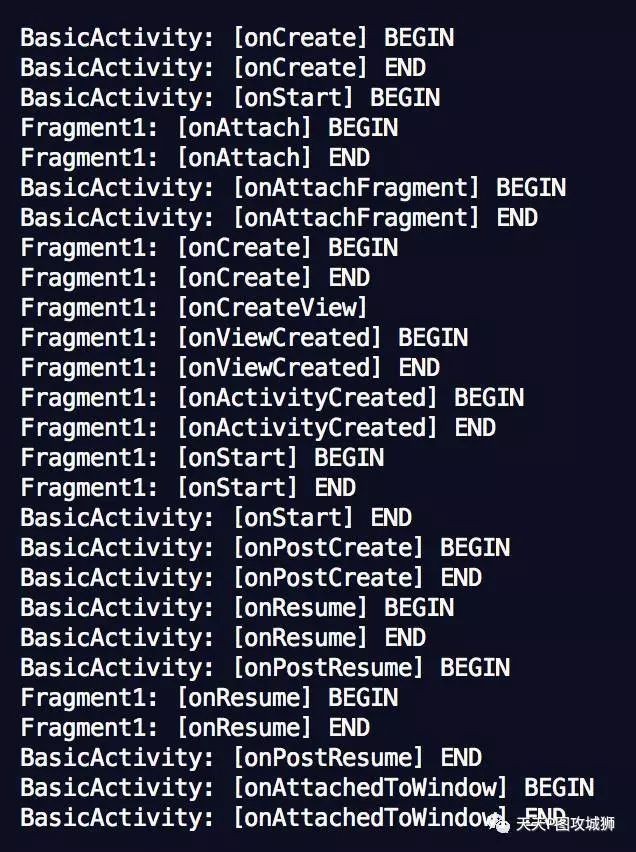 BasicActivity: [onCreate] BEGIN
BasicActivity: [onCreate] END
BasicActivity: [onStart] BEGIN
Fragment1: [onAttach] BEGIN
Fragment1: [onAttach] END
BasicActivity: [onAttachFragment] BEGIN
BasicActivity: [onAttachFragment] END
Fragment1: [onCreate] BEGIN
Fragment1: [onCreate] END
Fragment1: [onCreateView]
Fragment1: [onViewCreated] BEGIN
Fragment1: [onViewCreated] END
Fragment1: [onActivityCreated] BEGIN
Fragment1: [onActivityCreated] END
Fragment1: [onStart] BEGIN
Fragment1: [onStart] END
BasicActivity: [onStart] END
BasicActivity: [onPostCreate] BEGIN
BasicActivity: [onPostCreate] END
BasicActivity: [onResume] BEGIN
BasicActivity: [onResume] END
BasicActivity: [onPostResume] BEGIN
Fragment1: [onResume] BEGIN
Fragment1: [onResume] END
BasicActivity: [onPostResume] END
BasicActivity: [onAttachedToWindow] BEGIN
BasicActivity: [onAttachedToWindow] END
天天P图攻城狮